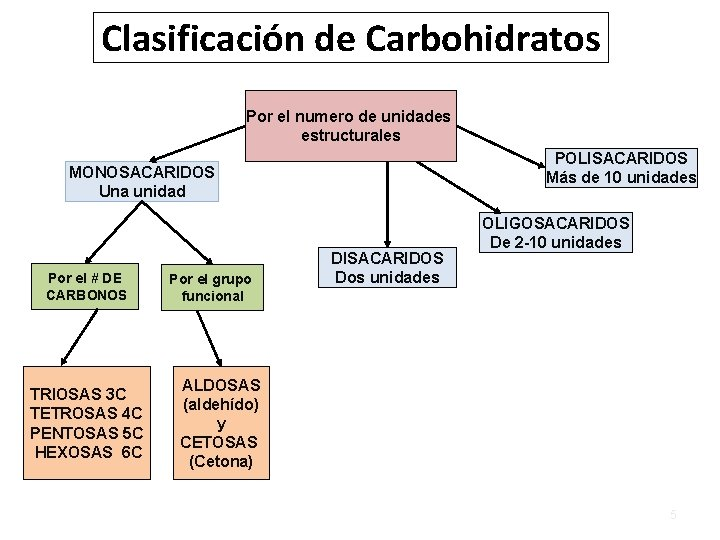 Clasificación de Carbohidratos
Por el numero de unidades
estructurales
MONOSACARIDOS
Una unidad
POLISACARIDOS
Más de 10 unidades
OLIGOSACARIDOS
De 2-10 unidades
DISACARIDOS
Dos unidades
Por el # DE
CARBONOS
Por el grupo
funcional
TRIOSAS 3C
TETROSAS 4C
PENTOSAS 5C
HEXOSAS 6C
ALDOSAS
(aldehído)
y
CETOSAS
(Cetona)
5